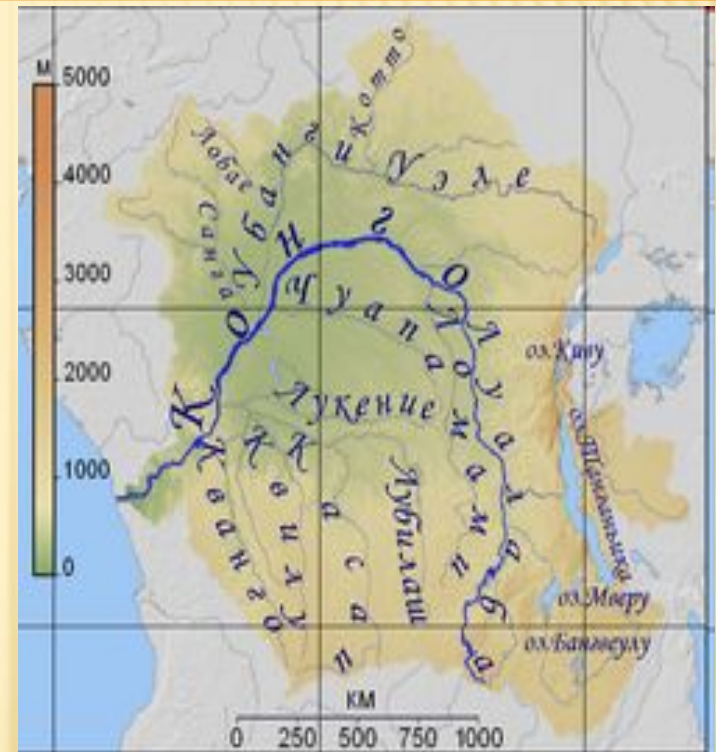 М
5000
4000
3000
2000
1000
0
Котто
Лобае
Убанги
Уэле
Санга
Конго
Чуапа
Ломами
Луалаба
оз.Киву
Лукение
оз.Танганьика
Кванго
Квилу
Касаи
Лубилаш
оз.Мверу
оз.Бангвеулу
КМ
0 250 500 750 1000